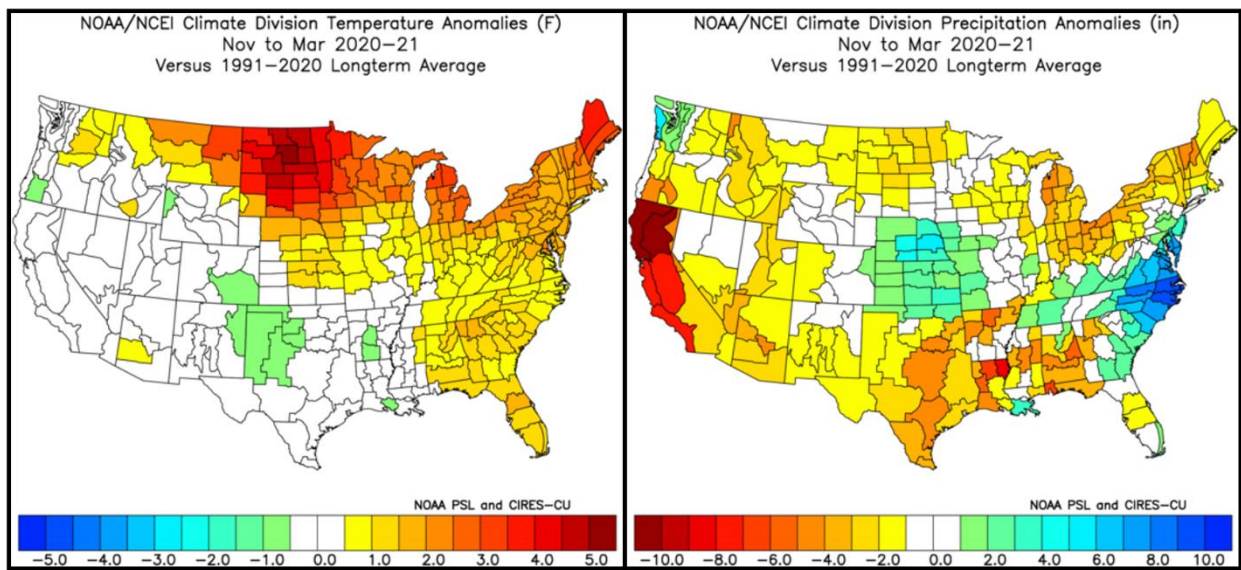 NOAA/NCEI Climate Division Temperature Anomalies (F)
Nov to Mar 2020-21
Versus 1991-2020 Longterm Average
NOAA PSL and CIRES-CU
-5.0 -4.0 -3.0 -2.0 -1.0 0.0 1.0 2.0 3.0 4.0 5.0
NOAA/NCEI Climate Division Precipitation Anomalies (in)
Nov to Mar 2020-21
Versus 1991-2020 Longterm Average
NOAA PSL and CIRES-CU
-10.0 -8.0 -6.0 -4.0 -2.0 0.0 2.0 4.0 6.0 8.0 10.0